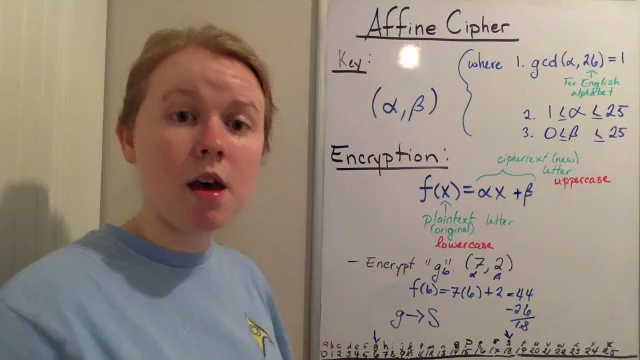 Affine Cipher
Key:
(α, β)
where 1. gcd(α, 26) = 1
For English
alphabet
2. 1 ≤ α ≤ 25
3. 0 ≤ β ≤ 25
Encryption:
ciphertext (new)
letter
uppercase
f(x) = αx + β
plaintext letter
(original)
lowercase
- Encrypt "g". (7, 2)
α β
f(6) = 7(6) + 2 = 44
-26
18
g → S